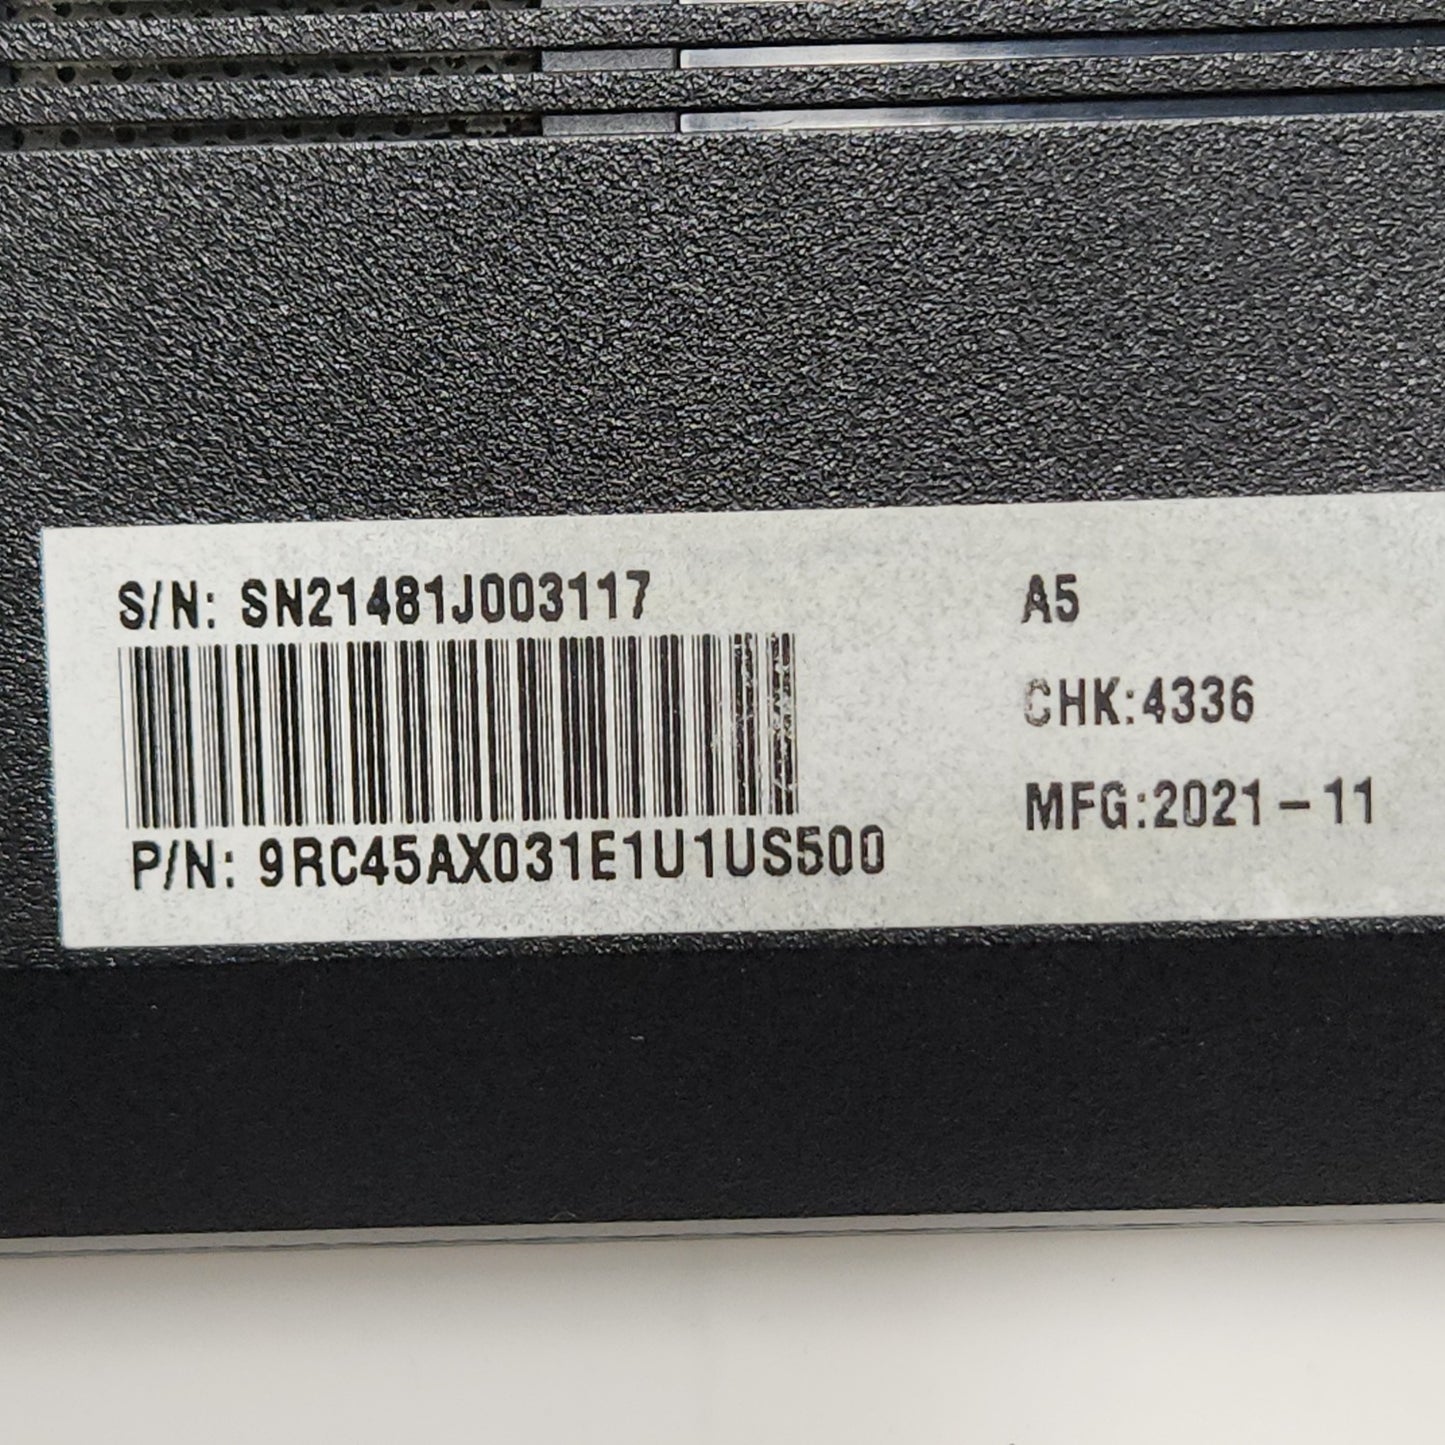 S/N: SN21481J003117
P/N: 9RC45AX031E1U1US500
A5
CHK:4336
MFG:2021-11